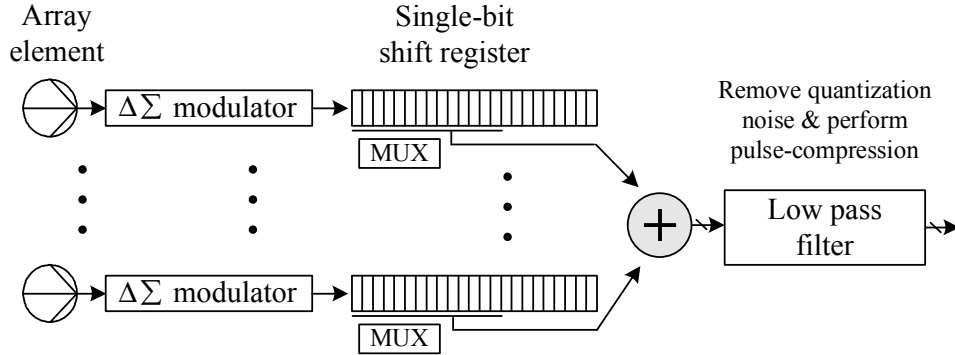 Array
element
Single-bit
shift register
ΔΣ modulator
MUX
Remove quantization
noise & perform
pulse-compression
+
Low pass
filter
ΔΣ modulator
MUX